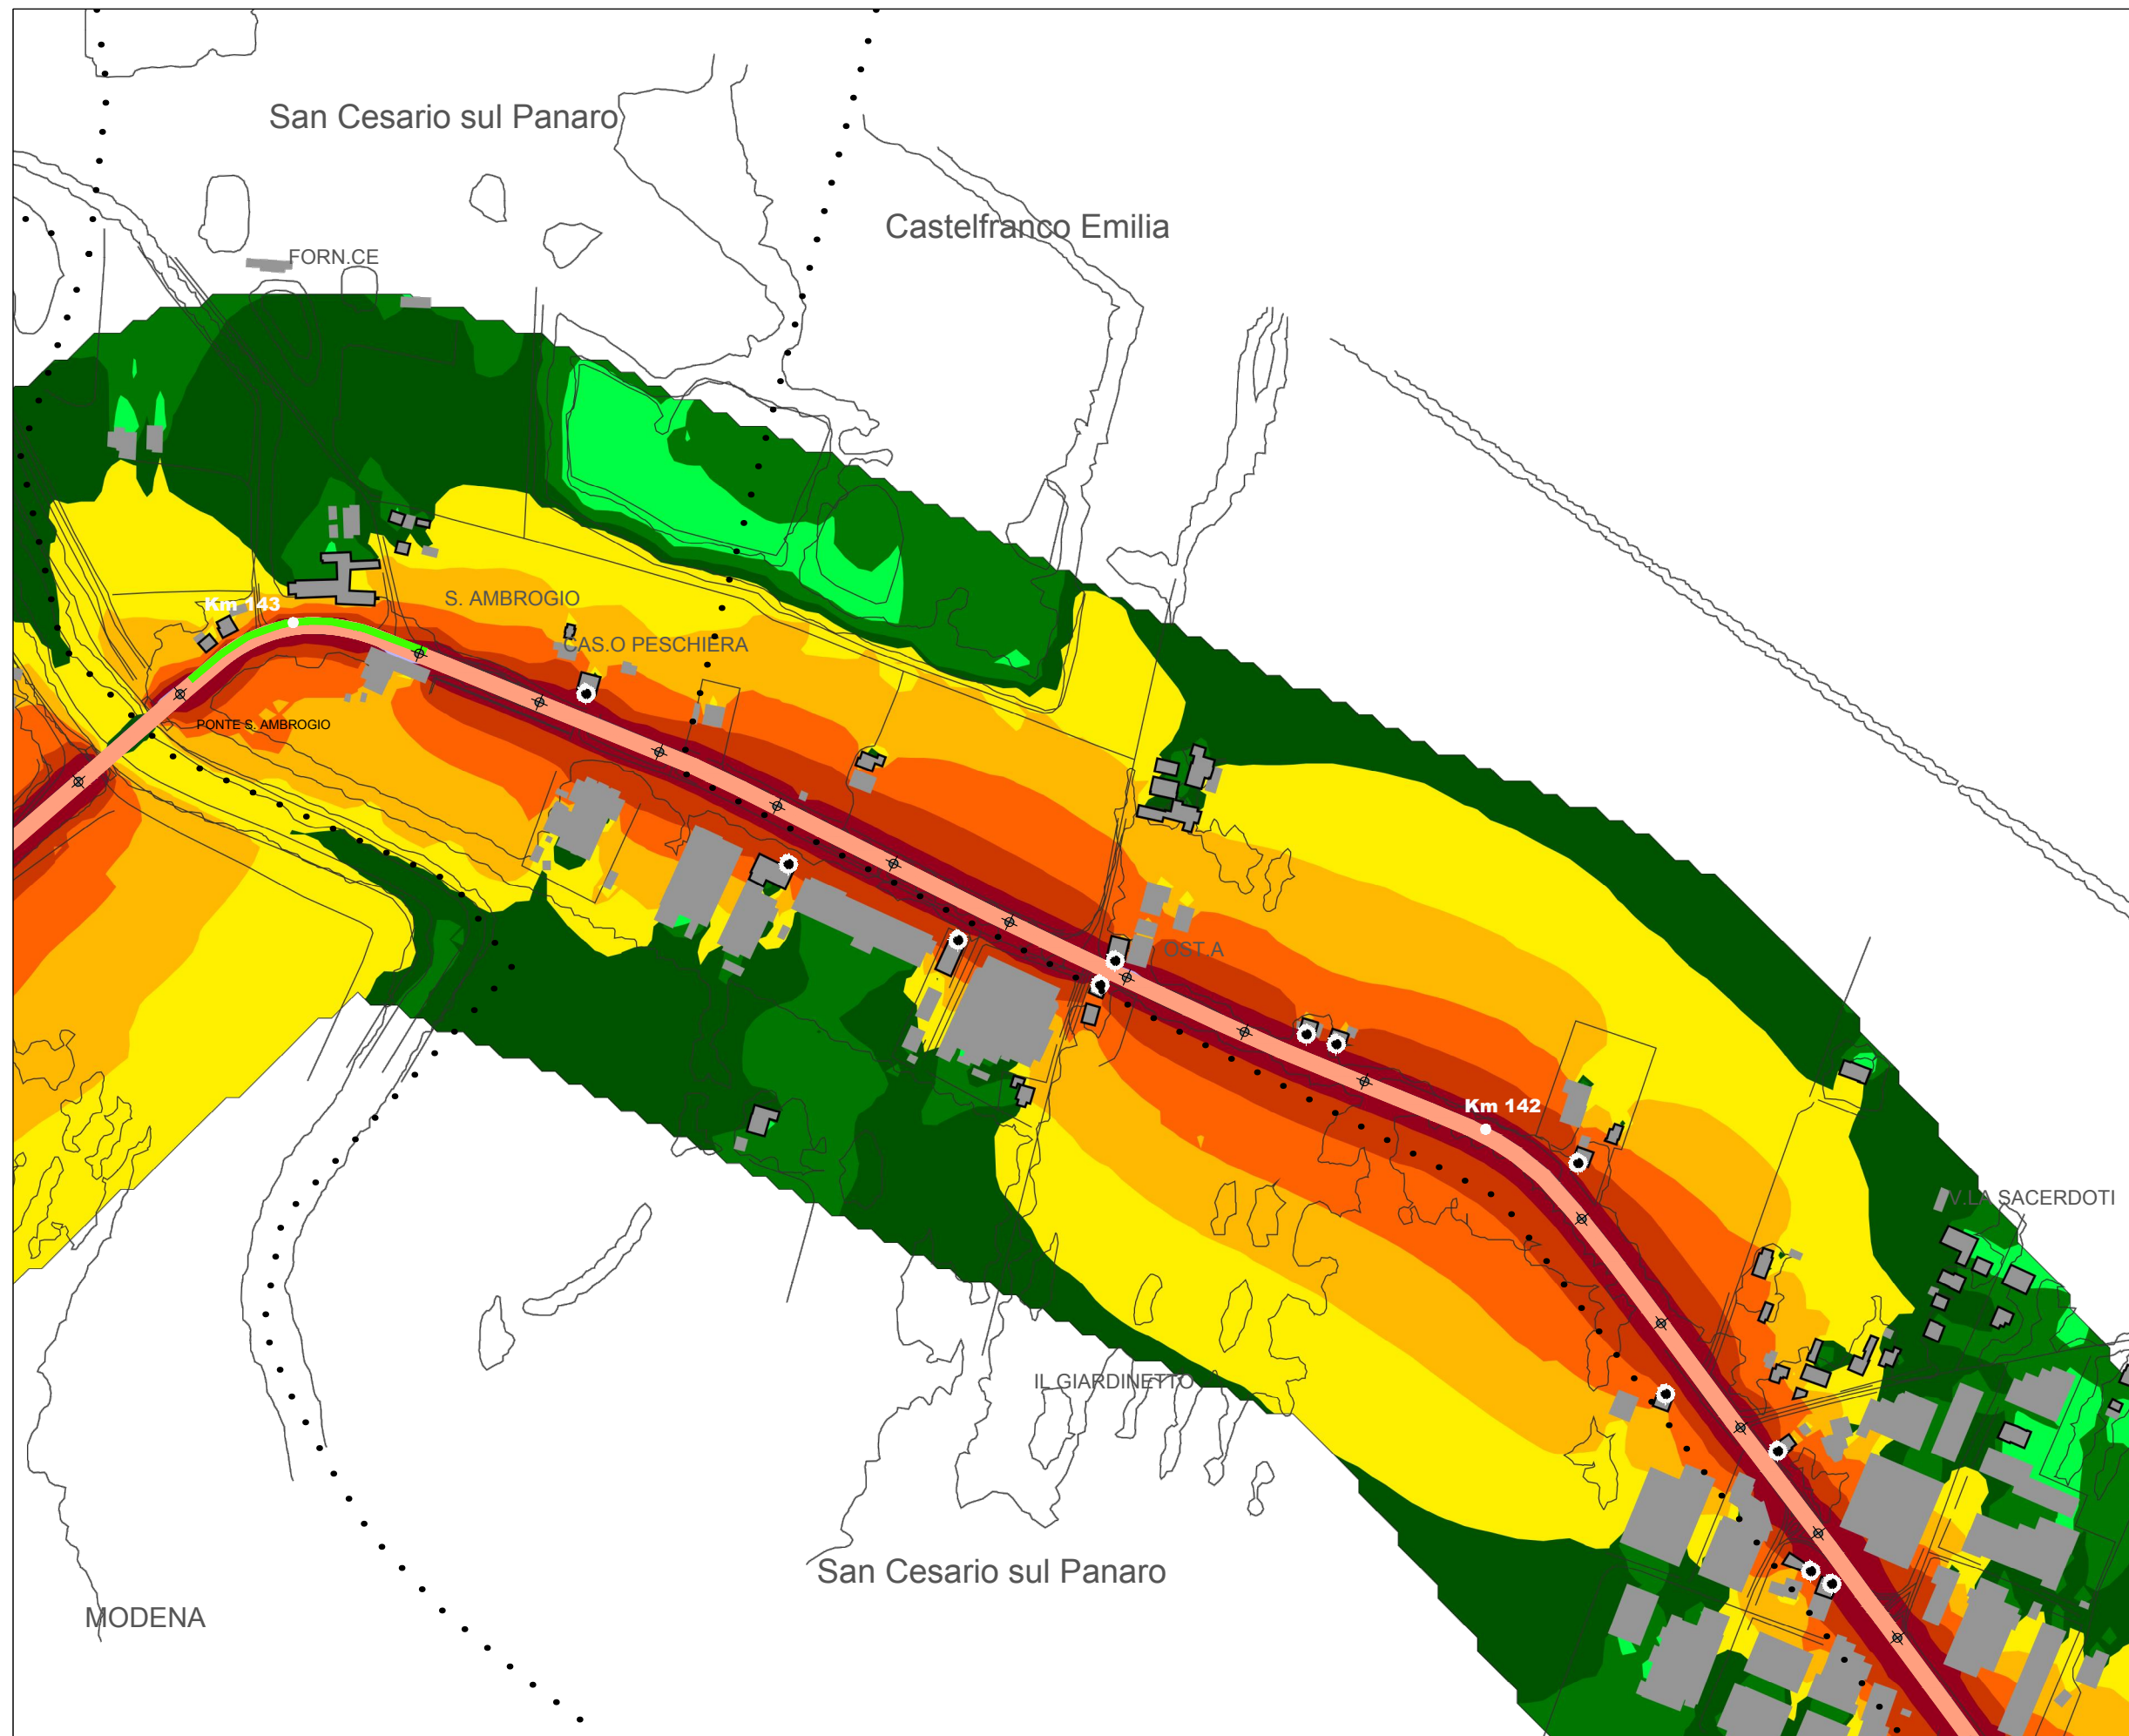 San Cesario sul Panaro
Castelfranco Emilia
FORN.CE
S. AMBROGIO
Km 143
CAS.O PESCHIERA
PONTE S. AMBROGIO
OST.A
Km 142
V.LA SACERDOTI
IL GIARDINETTO
San Cesario sul Panaro
MODENA